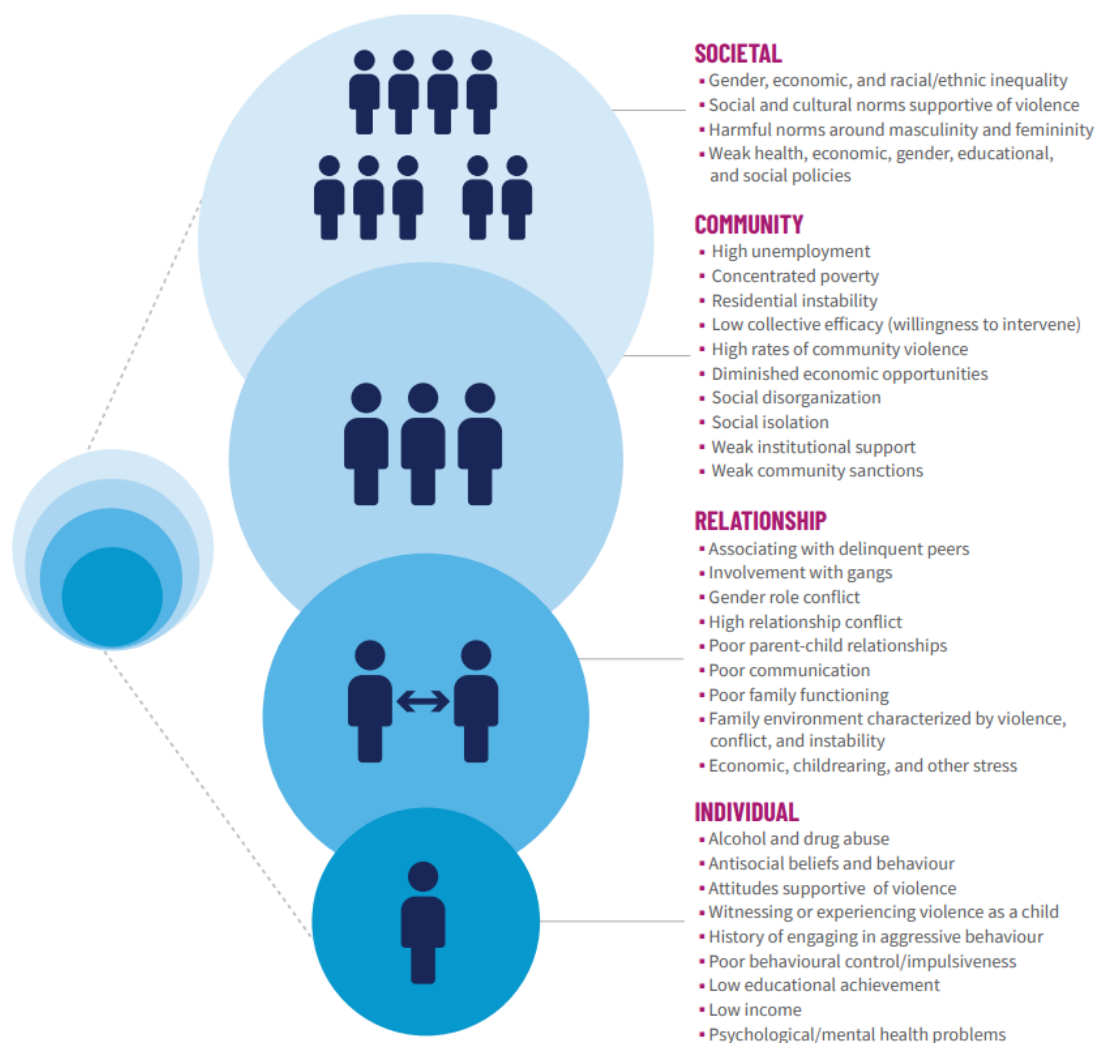 SOCIETAL
▪ Gender, economic, and racial/ethnic inequality
▪ Social and cultural norms supportive of violence
▪ Harmful norms around masculinity and femininity
▪ Weak health, economic, gender, educational,
and social policies
COMMUNITY
▪ High unemployment
▪ Concentrated poverty
▪ Residential instability
▪ Low collective efficacy (willingness to intervene)
▪ High rates of community violence
▪ Diminished economic opportunities
▪ Social disorganization
▪ Social isolation
▪ Weak institutional support
▪ Weak community sanctions
RELATIONSHIP
▪ Associating with delinquent peers
▪ Involvement with gangs
▪ Gender role conflict
▪ High relationship conflict
▪ Poor parent-child relationships
▪ Poor communication
▪ Poor family functioning
▪ Family environment characterized by violence,
conflict, and instability
▪ Economic, childrearing, and other stress
INDIVIDUAL
▪ Alcohol and drug abuse
▪ Antisocial beliefs and behaviour
▪ Attitudes supportive of violence
▪ Witnessing or experiencing violence as a child
▪ History of engaging in aggressive behaviour
▪ Poor behavioural control/impulsiveness
▪ Low educational achievement
▪ Low income
▪ Psychological/mental health problems